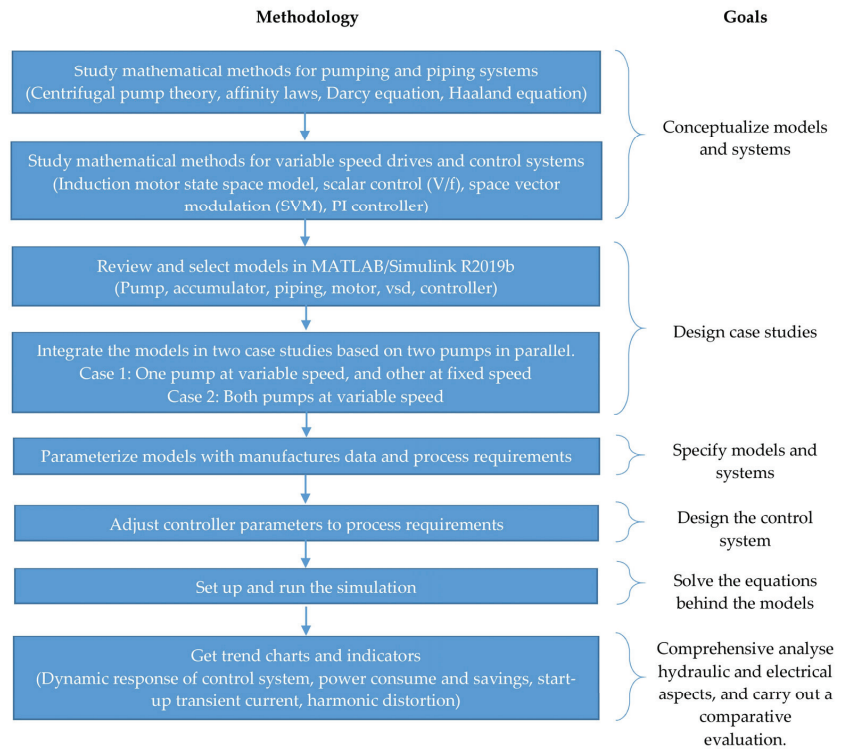 Methodology
Goals
Study mathematical methods for pumping and piping systems
(Centrifugal pump theory, affinity laws, Darcy equation, Haaland equation)
Conceptualize models
and systems
Study mathematical methods for variable speed drives and control systems
(Induction motor state space model, scalar control (V/f), space vector
modulation (SVM), PI controller)
Review and select models in MATLAB/Simulink R2019b
(Pump, accumulator, piping, motor, vsd, controller)
Design case studies
Integrate the models in two case studies based on two pumps in parallel.
Case 1: One pump at variable speed, and other at fixed speed
Case 2: Both pumps at variable speed
Parameterize models with manufactures data and process requirements
Specify models and
systems
Adjust controller parameters to process requirements
Design the control
system
Set up and run the simulation
Solve the equations
behind the models
Get trend charts and indicators
(Dynamic response of control system, power consume and savings, start-
up transient current, harmonic distortion)
Comprehensive analyse
hydraulic and electrical
aspects, and carry out a
comparative
evaluation.